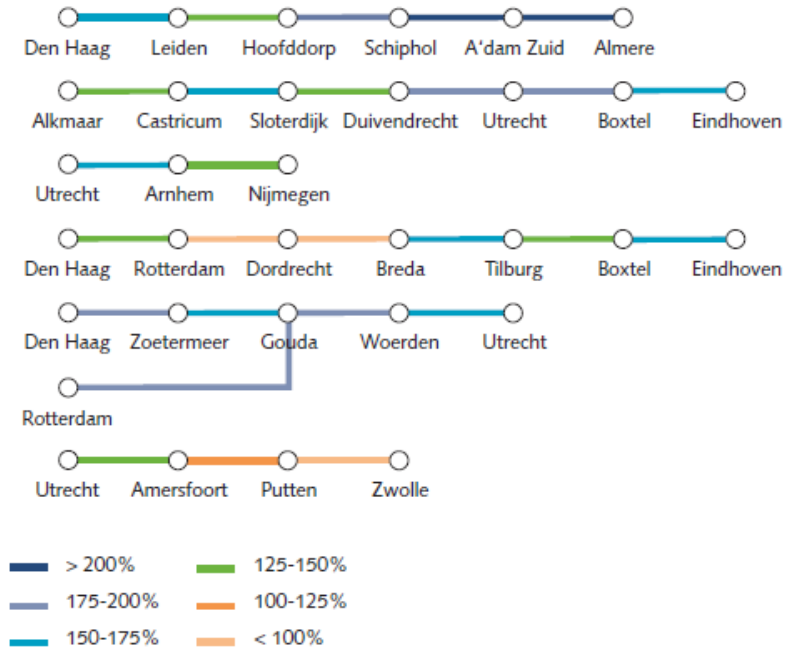 Den Haag Leiden Hoofddorp Schiphol A'dam Zuid Almere
Alkmaar Castricum Sloterdijk Duivendrecht Utrecht Boxtel Eindhoven
Utrecht Arnhem Nijmegen
Den Haag Rotterdam Dordrecht Breda Tilburg Boxtel Eindhoven
Den Haag Zoetermeer Gouda Woerden Utrecht
Rotterdam
Utrecht Amersfoort Putten Zwolle
> 200% 125-150%
175-200% 100-125%
150-175% < 100%